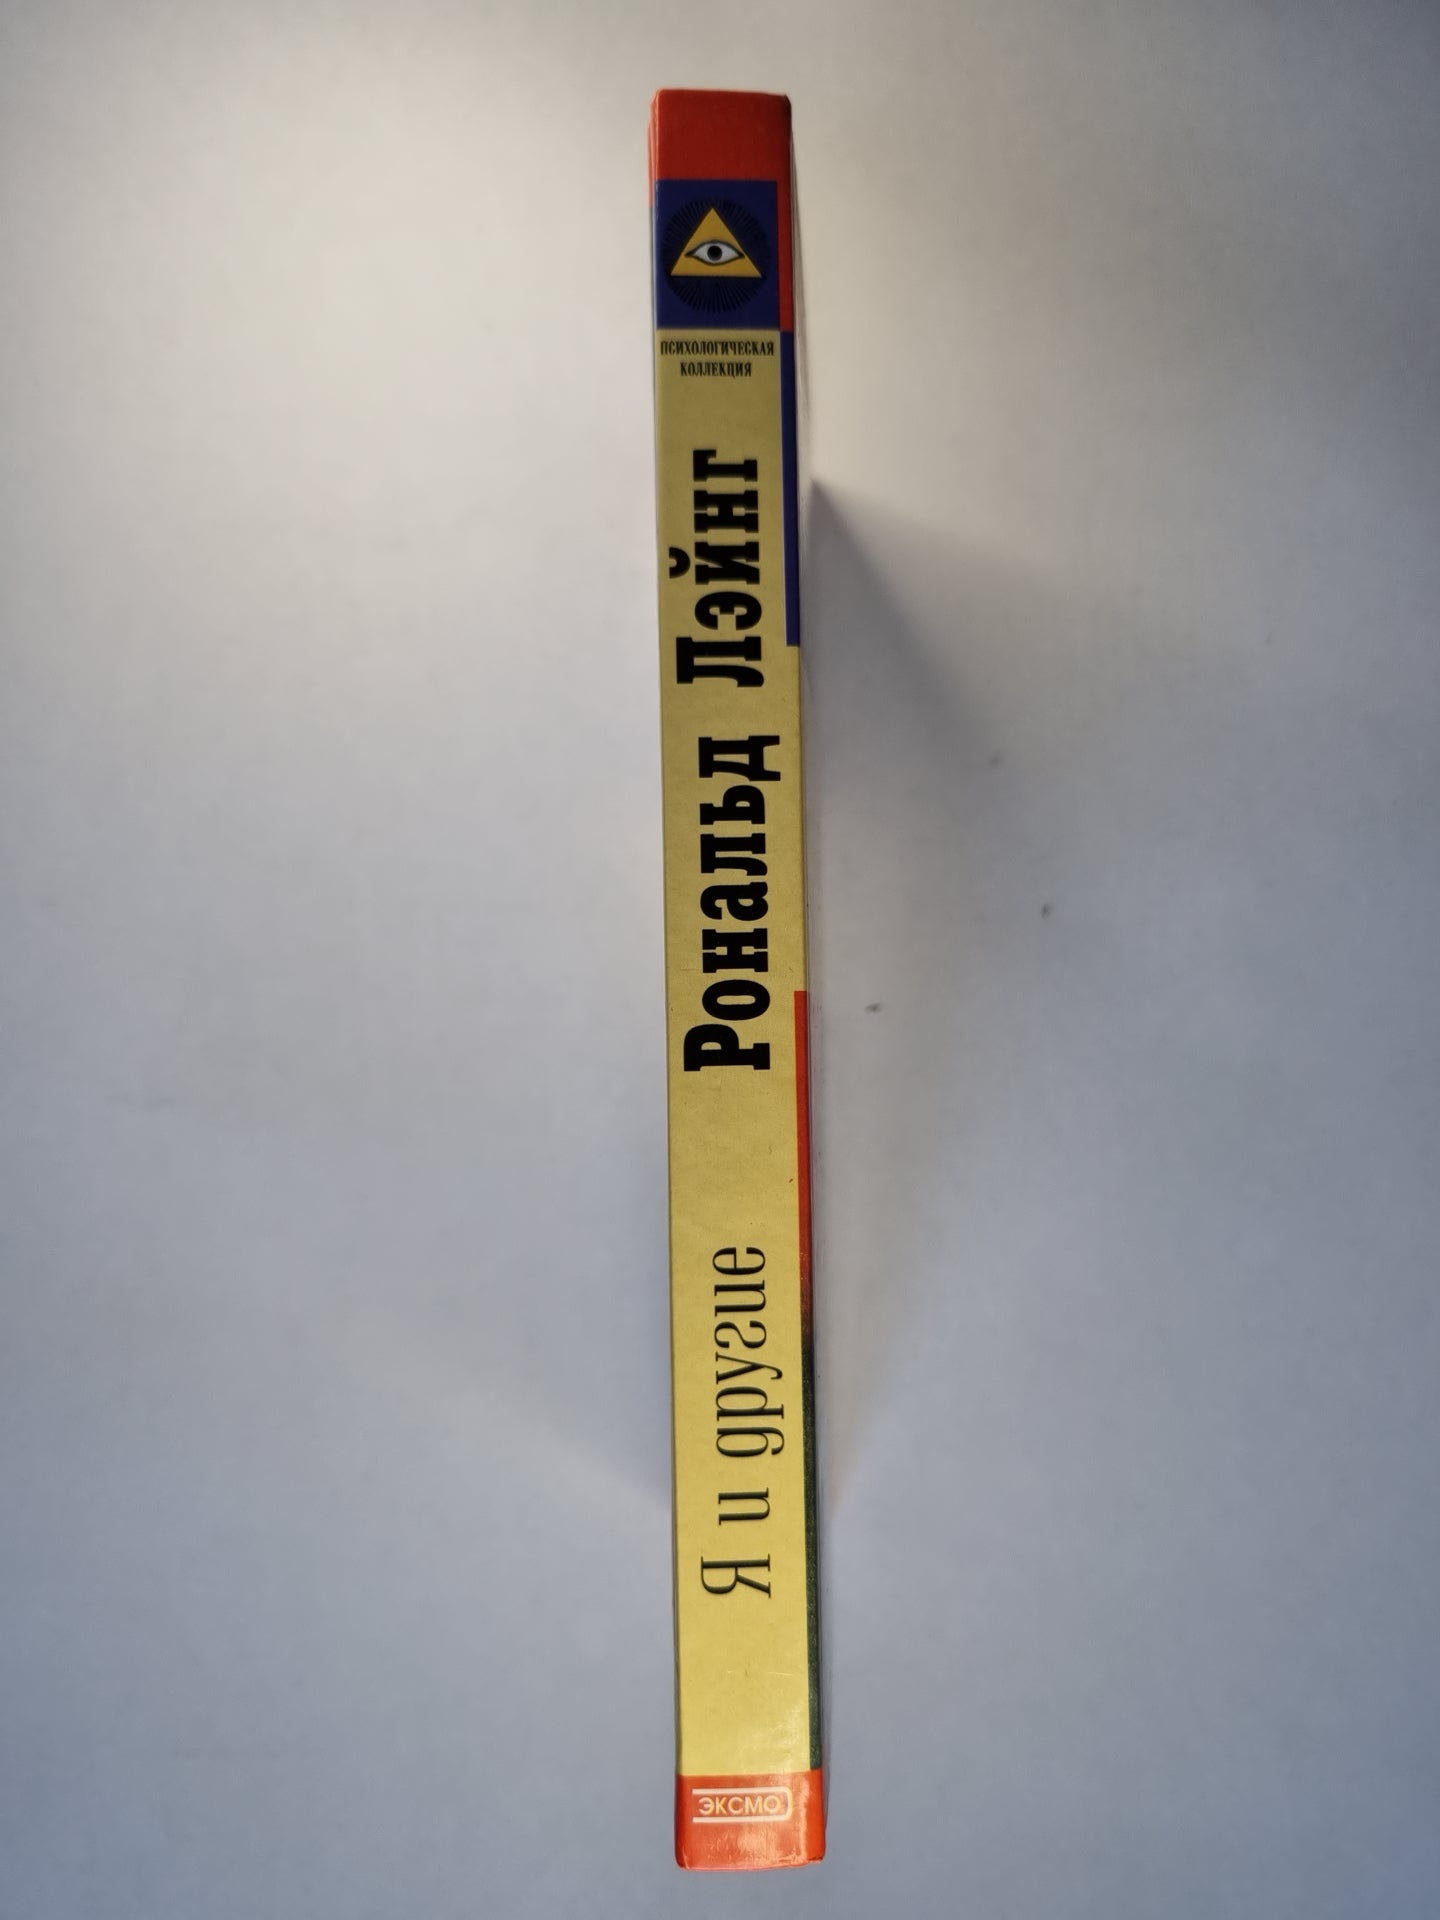 ПСИХОЛОГИЧЕСКАЯ
КОЛЛЕКЦИЯ
Рональд Лэйнг
Я и другие
ЭКСМО